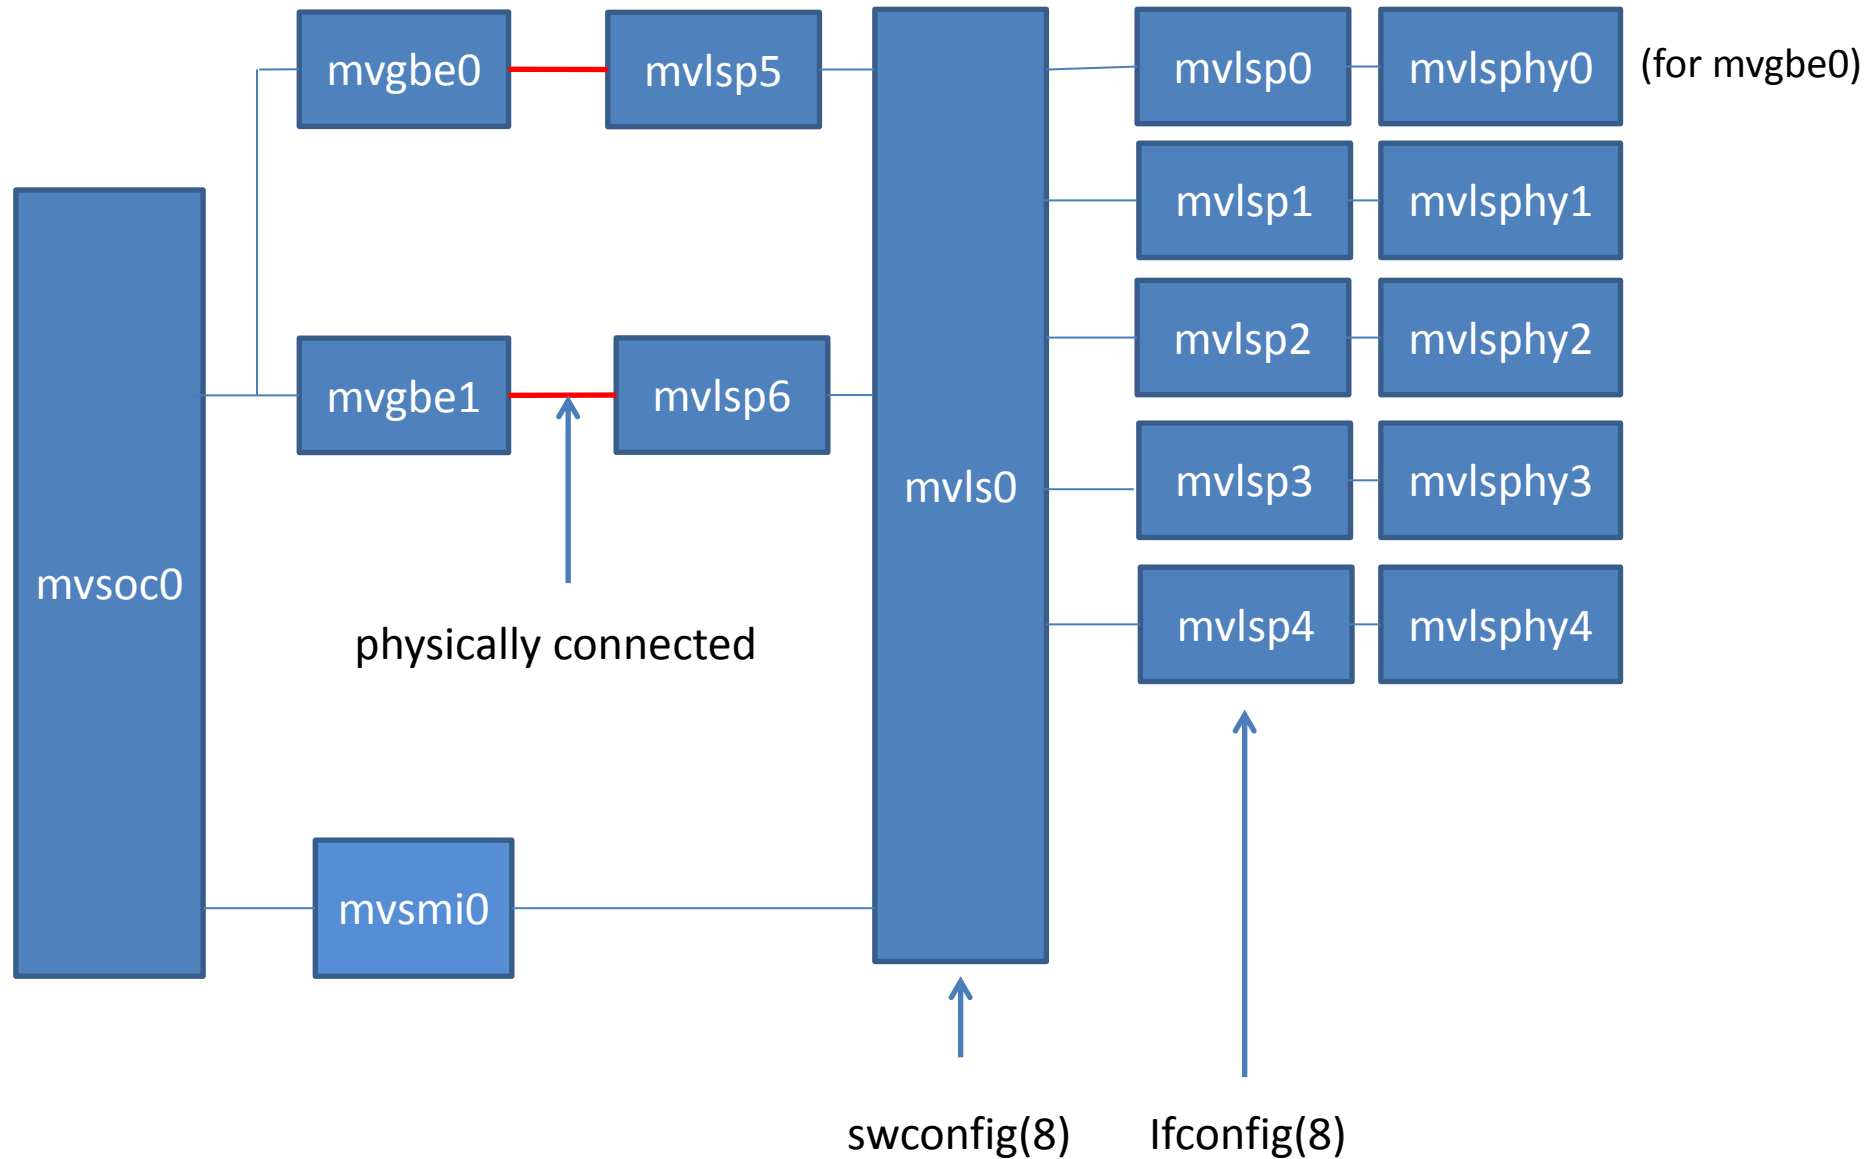 mvgbe0
mvlsp5
mvlsp0
mvlsphy0
(for mvgbe0)
mvlsp1
mvlsphy1
mvlsp2
mvlsphy2
mvgbe1
mvlsp6
mvls0
mvlsp3
mvlsphy3
mvsoc0
physically connected
mvlsp4
mvlsphy4
mvsmi0
swconfig(8)
Ifconfig(8)